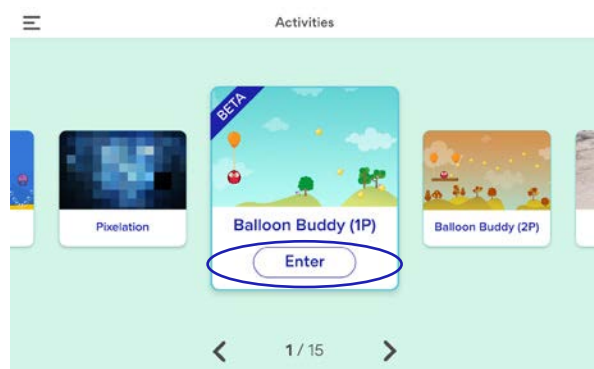 Activities
BETA
Pixelation
Balloon Buddy (1P)
Balloon Buddy (2P)
Enter
1 / 15